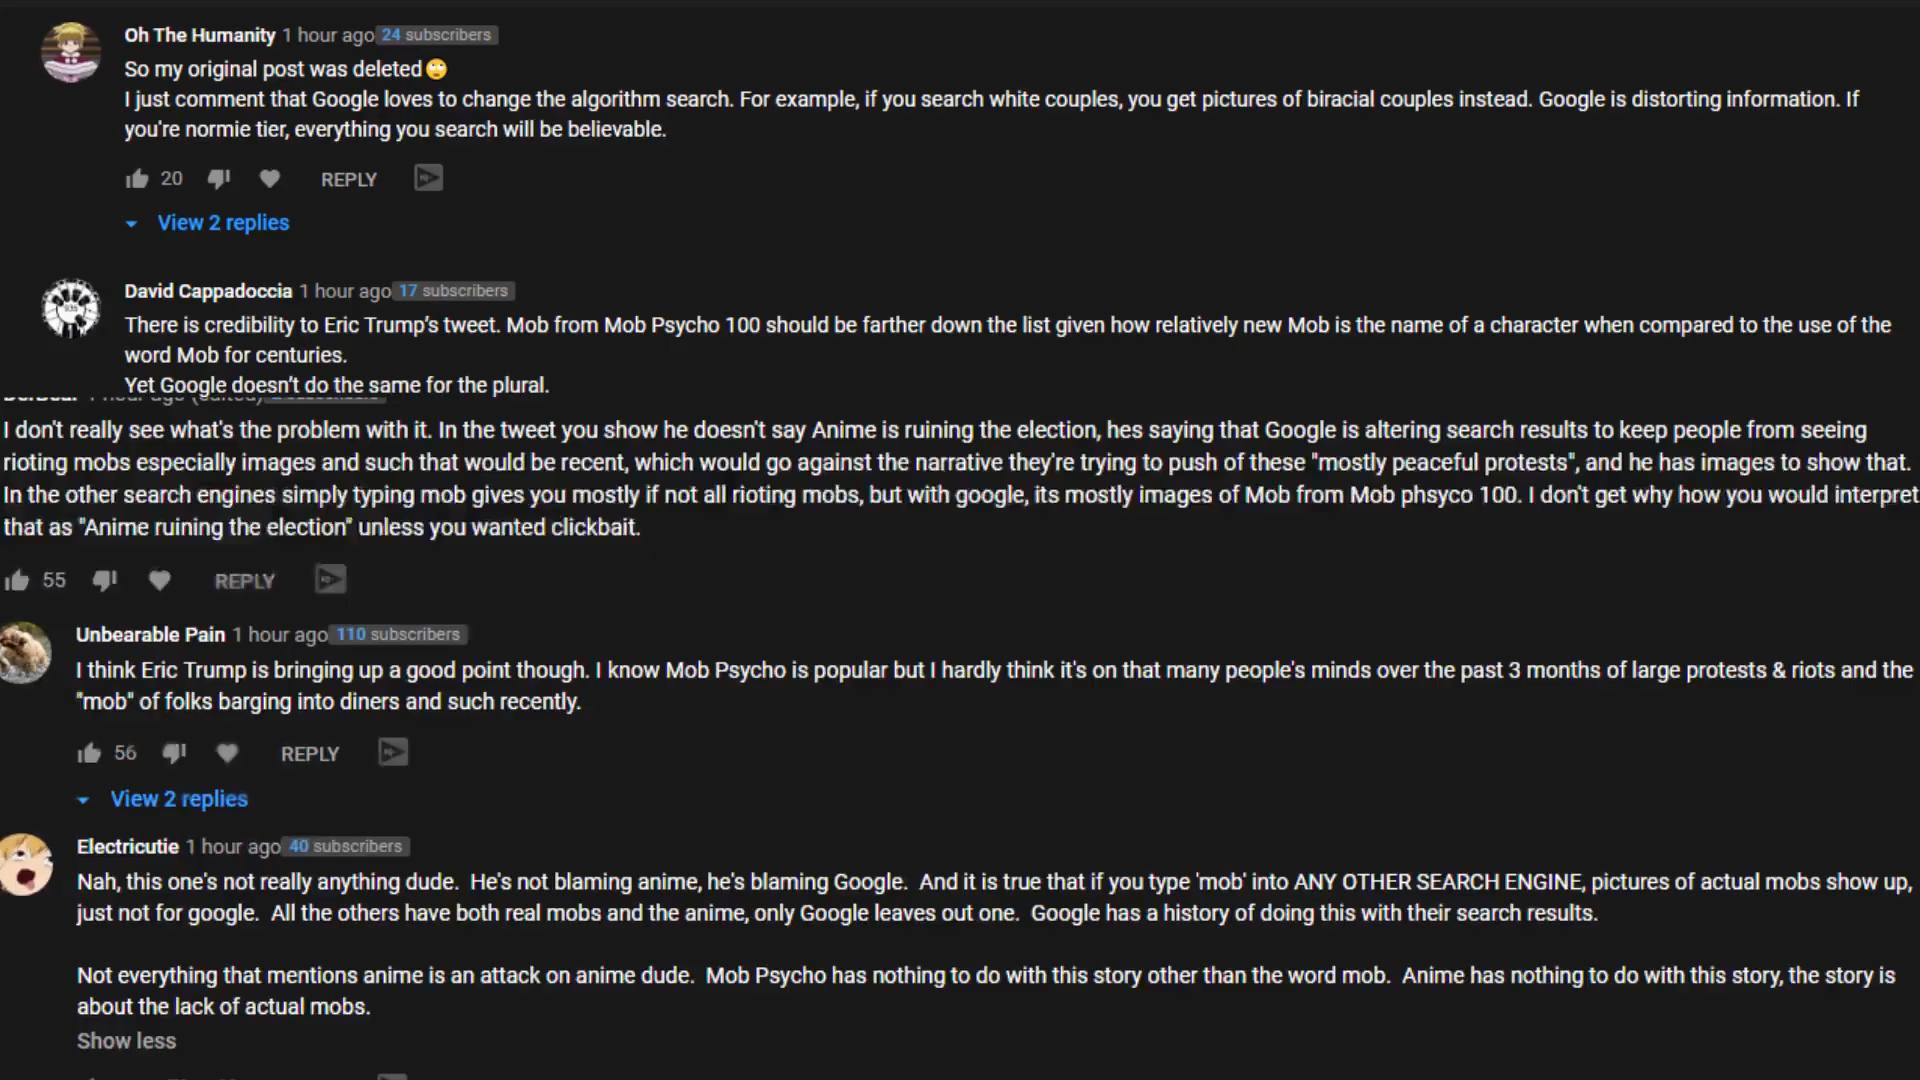 Oh The Humanity 1 hour ago 24 subscribers
So my original post was deleted🙄
I just comment that Google loves to change the algorithm search. For example, if you search white couples, you get pictures of biracial couples instead. Google is distorting information. If
you're normie tier, everything you search will be believable.
20 REPLY
View 2 replies
David Cappadoccia 1 hour ago 17 subscribers
There is credibility to Eric Trump's tweet. Mob from Mob Psycho 100 should be farther down the list given how relatively new Mob is the name of a character when compared to the use of the
word Mob for centuries.
Yet Google doesn't do the same for the plural.
1 hour ago (edited)
I don't really see what's the problem with it. In the tweet you show he doesn't say Anime is ruining the election, hes saying that Google is altering search results to keep people from seeing
rioting mobs especially images and such that would be recent, which would go against the narrative they're trying to push of these "mostly peaceful protests", and he has images to show that.
In the other search engines simply typing mob gives you mostly if not all rioting mobs, but with google, its mostly images of Mob from Mob phsyco 100. I don't get why how you would interpret
that as "Anime ruining the election" unless you wanted clickbait.
55 REPLY
Unbearable Pain 1 hour ago 110 subscribers
I think Eric Trump is bringing up a good point though. I know Mob Psycho is popular but I hardly think it's on that many people's minds over the past 3 months of large protests & riots and the
"mob" of folks barging into diners and such recently.
56 REPLY
View 2 replies
Electricutie 1 hour ago 40 subscribers
Nah, this one's not really anything dude. He's not blaming anime, he's blaming Google. And it is true that if you type 'mob' into ANY OTHER SEARCH ENGINE, pictures of actual mobs show up,
just not for google. All the others have both real mobs and the anime, only Google leaves out one. Google has a history of doing this with their search results.
Not everything that mentions anime is an attack on anime dude. Mob Psycho has nothing to do with this story other than the word mob. Anime has nothing to do with this story, the story is
about the lack of actual mobs.
Show less